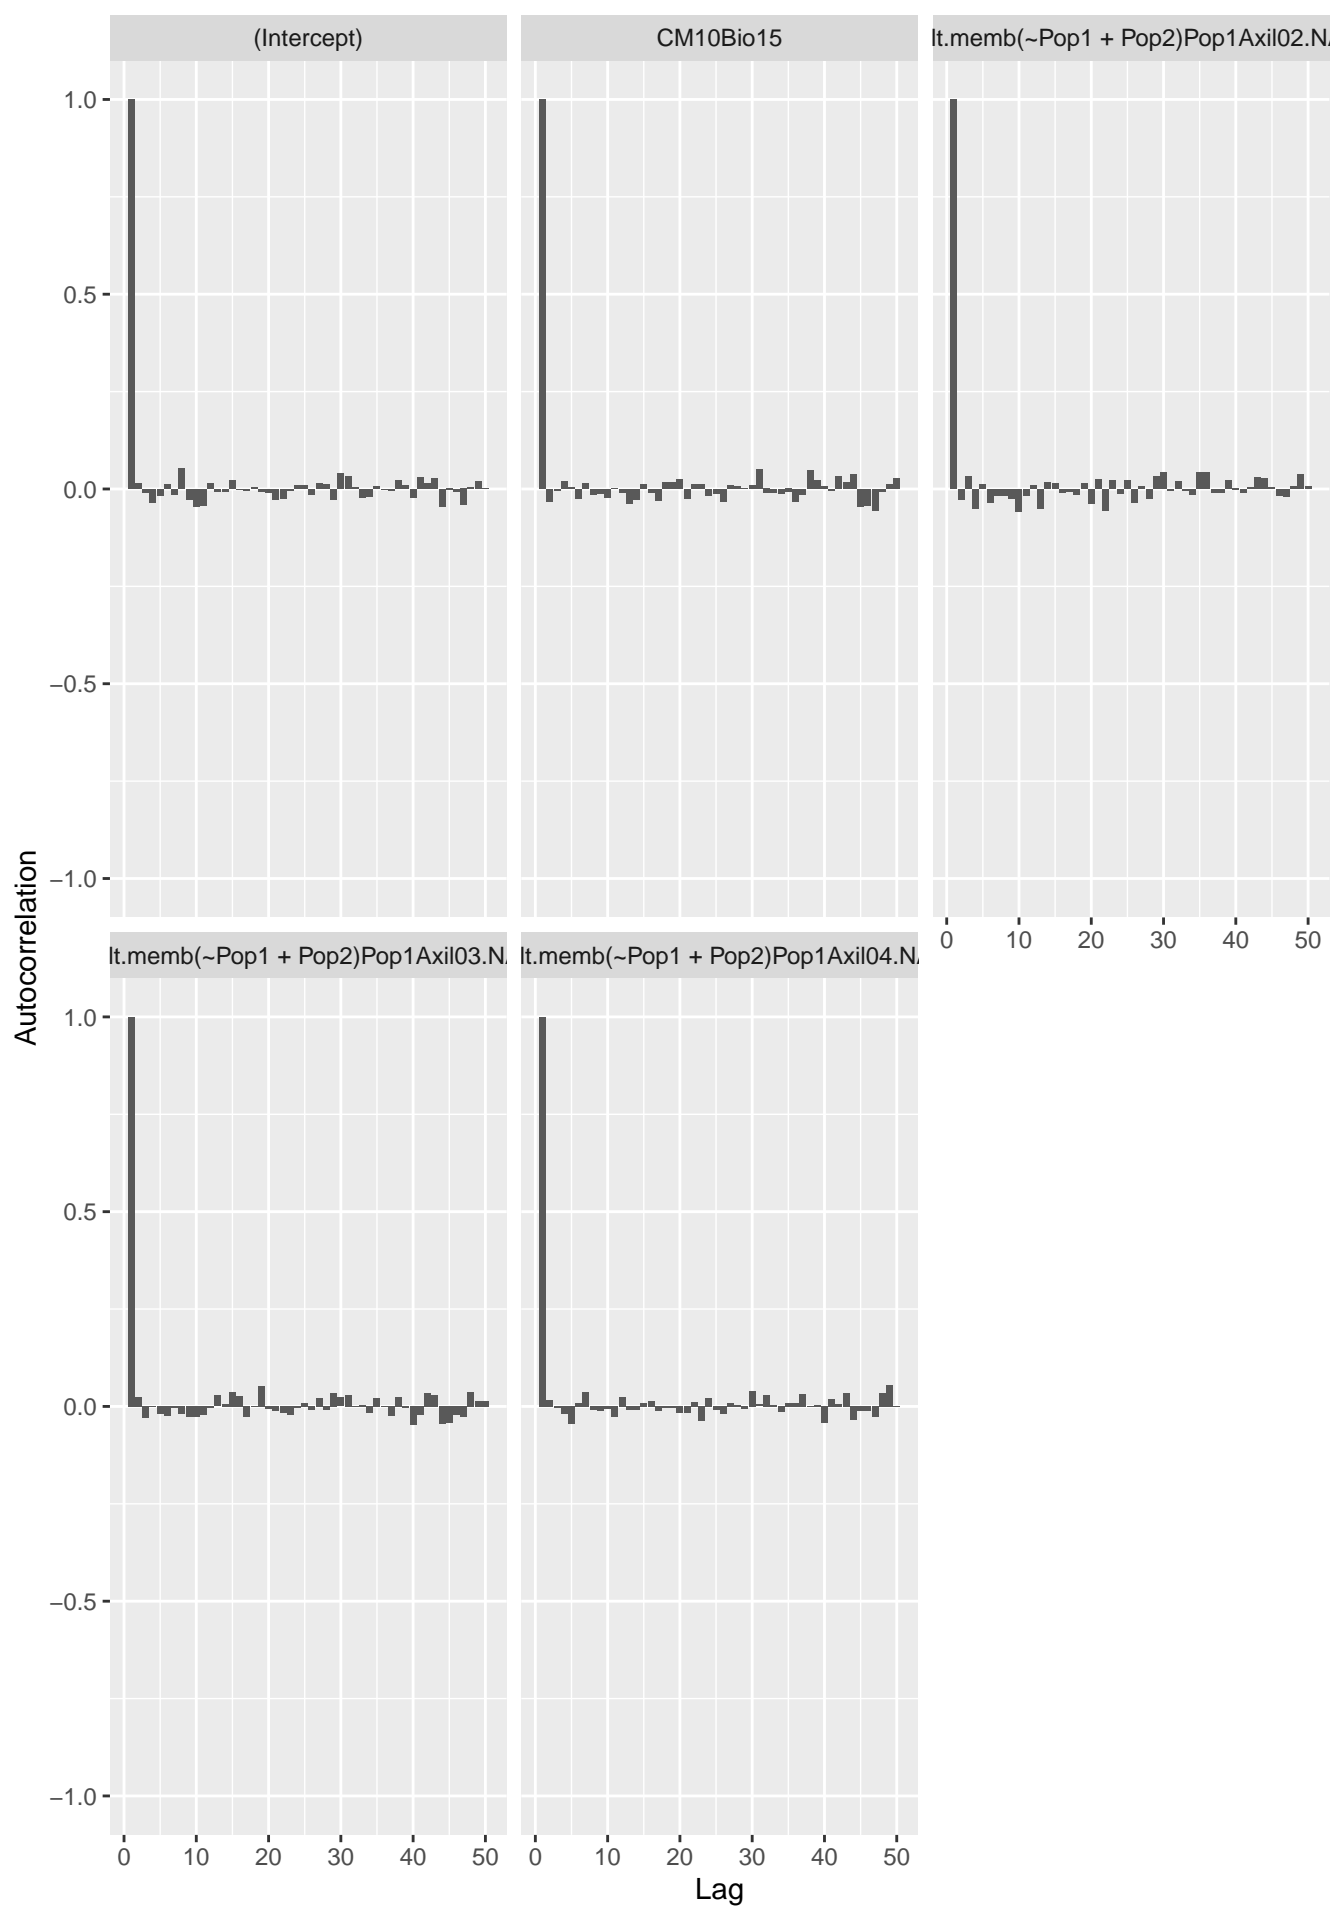 (Intercept)
CM10Bio15
lt.memb(~Pop1 + Pop2)Pop1Axil02.NA
1.0
0.5
0.0
−0.5
−1.0
0 10 20 30 40 50
Autocorrelation
lt.memb(~Pop1 + Pop2)Pop1Axil03.NA
lt.memb(~Pop1 + Pop2)Pop1Axil04.NA
1.0
0.5
0.0
−0.5
−1.0
0 10 20 30 40 50
0 10 20 30 40 50
Lag